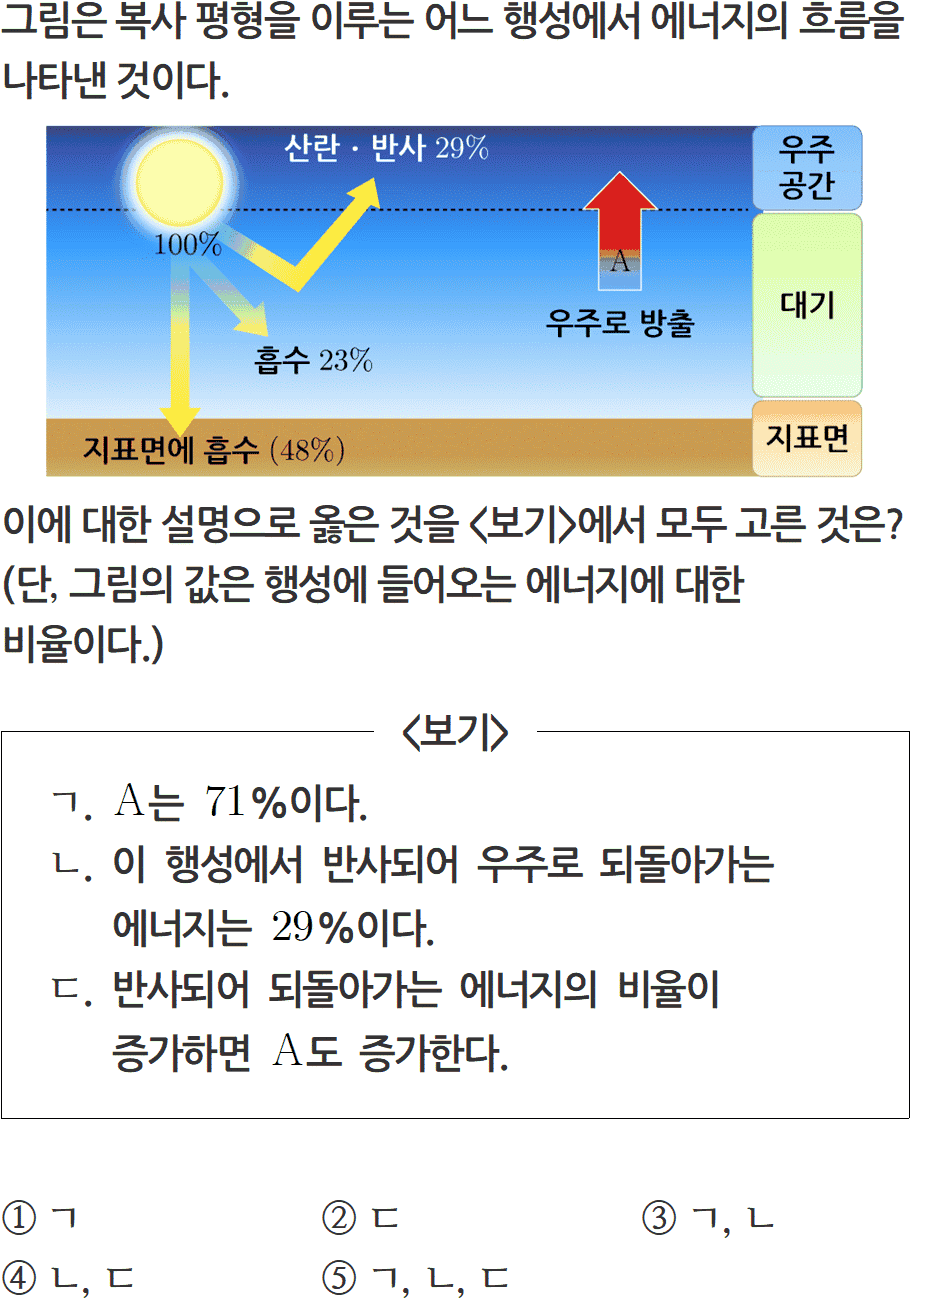 그림은 복사 평형을 이루는 어느 행성에서 에너지의 흐름을
나타낸 것이다.
산란 · 반사 29%
우주
공간
100%
A
대기
우주로 방출
흡수 23%
지표면에 흡수 (48%)
지표면
이에 대한 설명으로 옳은 것을 <보기>에서 모두 고른 것은?
(단, 그림의 값은 행성에 들어오는 에너지에 대한
비율이다.)
<보기>
ㄱ. A는 71%이다.
ㄴ. 이 행성에서 반사되어 우주로 되돌아가는
에너지는 29%이다.
ㄷ. 반사되어 되돌아가는 에너지의 비율이
증가하면 A도 증가한다.
① ㄱ ② ㄷ ③ ㄱ, ㄴ
④ ㄴ, ㄷ ⑤ ㄱ, ㄴ, ㄷ